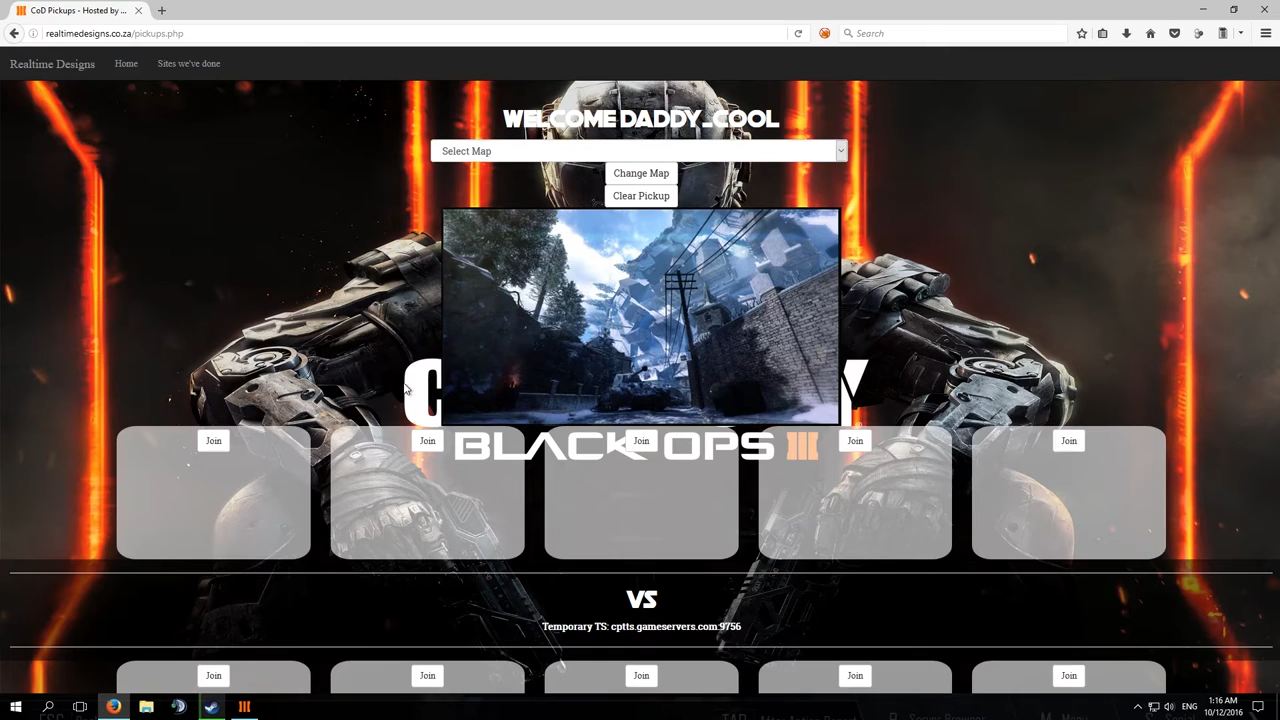 CoD Pickups - Hosted by ...
realtimedesigns.co.za/pickups.php
Search
Realtime Designs
Home
Sites we've done
WELCOME DADDY_COOL
Select Map
Change Map
Clear Pickup
C
Y
BLACK OPS III
Join
Join
Join
Join
Join
VS
Temporary TS: cptts.gameservers.com:9756
Join
Join
Join
Join
Join
ENG
1:16 AM
10/12/2016